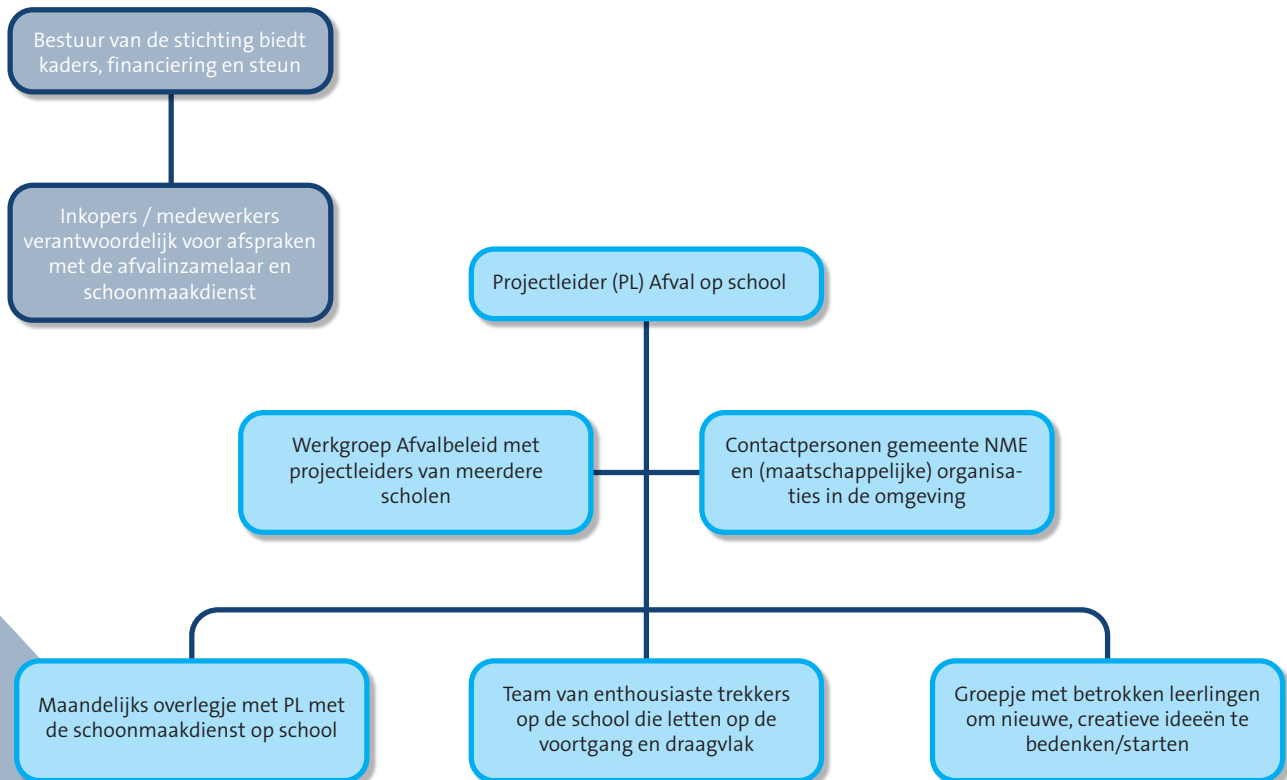 Bestuur van de stichting biedt
kaders, financiering en steun
Inkopers / medewerkers
verantwoordelijk voor afspraken
met de afvalinzamelaar en
schoonmaakdienst
Projectleider (PL) Afval op school
Werkgroep Afvalbeleid met
projectleiders van meerdere
scholen
Contactpersonen gemeente NME
en (maatschappelijke) organisa-
ties in de omgeving
Maandelijks overlegje met PL met
de schoonmaakdienst op school
Team van enthousiaste trekkers
op de school die letten op de
voortgang en draagvlak
Groepje met betrokken leerlingen
om nieuwe, creatieve ideeën te
bedenken/starten